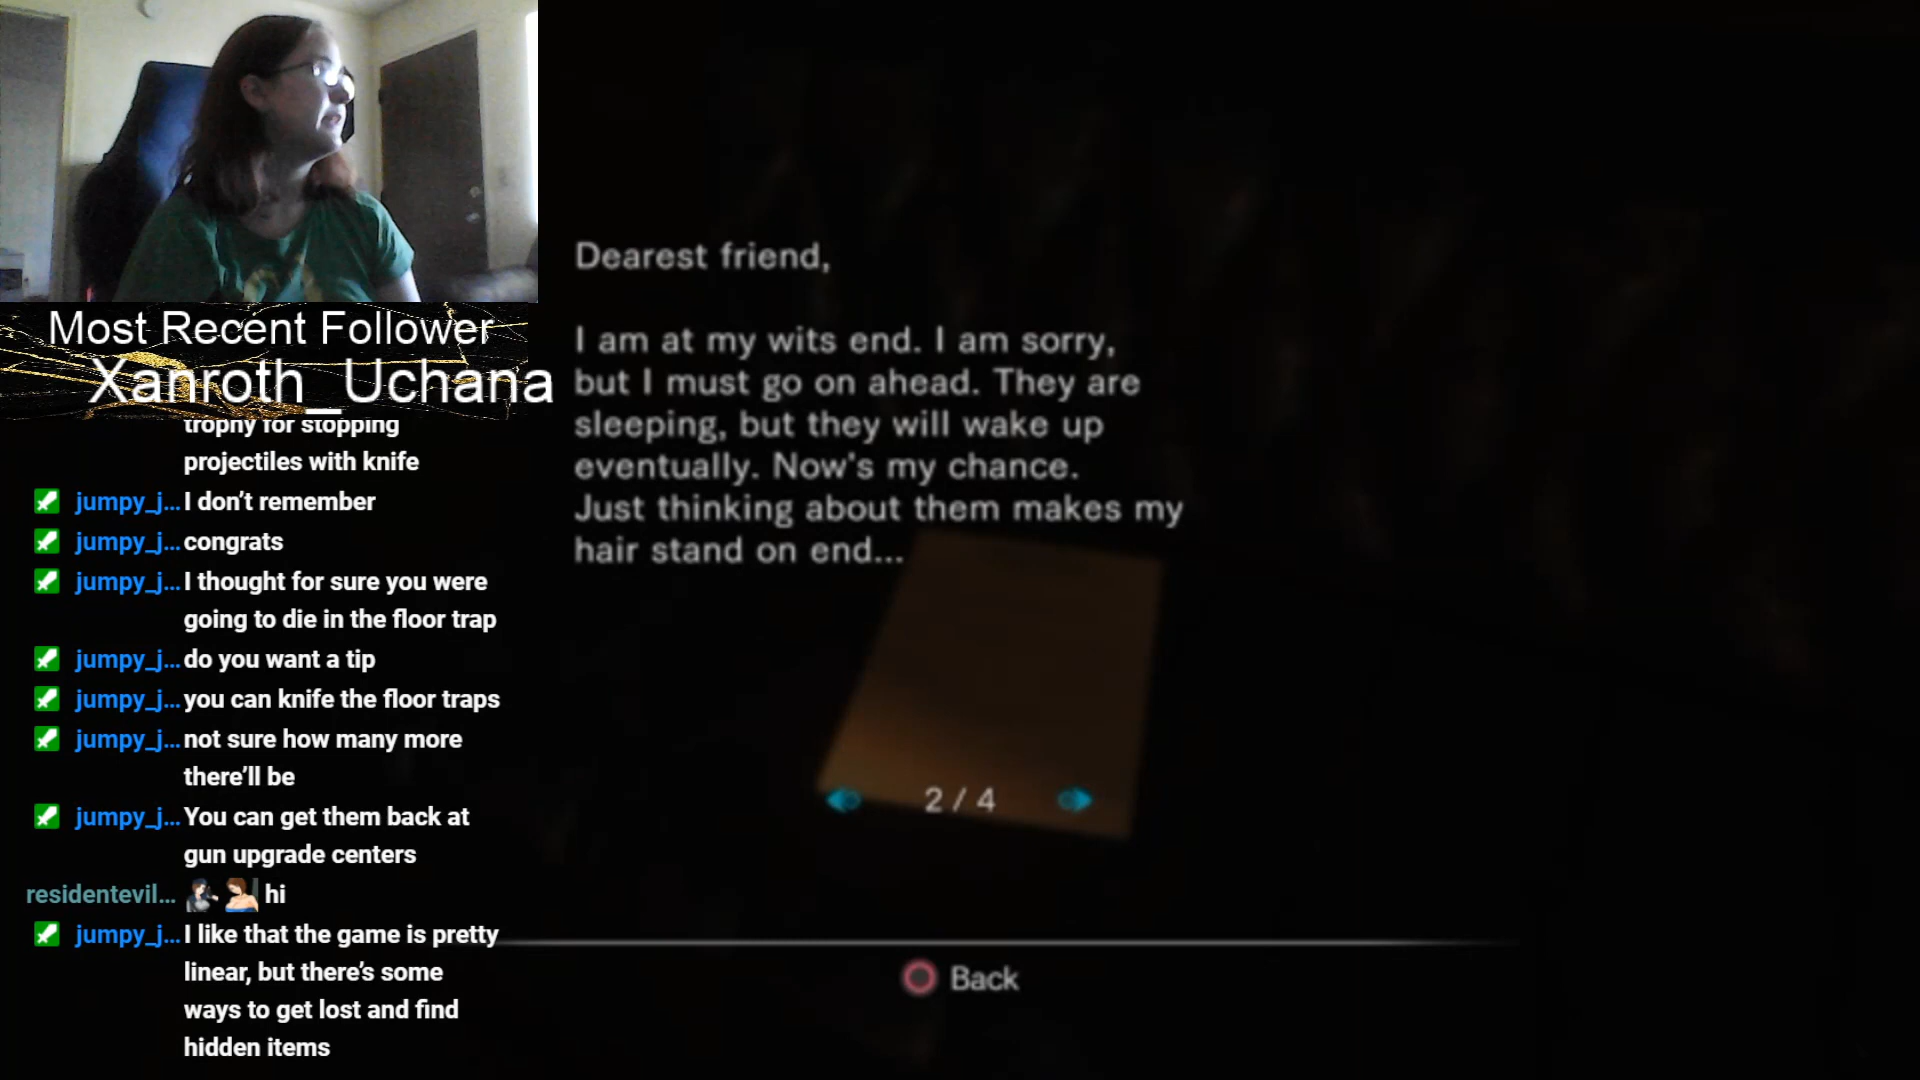 Most Recent Follower
Xanroth_Uchana
trophy for stopping
projectiles with knife
jumpy_j... I don’t remember
jumpy_j... congrats
jumpy_j... I thought for sure you were
going to die in the floor trap
jumpy_j... do you want a tip
jumpy_j... you can knife the floor traps
jumpy_j... not sure how many more
there’ll be
jumpy_j... You can get them back at
gun upgrade centers
residentevil... hi
jumpy_j... I like that the game is pretty
linear, but there’s some
ways to get lost and find
hidden items
Dearest friend,
I am at my wits end. I am sorry,
but I must go on ahead. They are
sleeping, but they will wake up
eventually. Now's my chance.
Just thinking about them makes my
hair stand on end...
2 / 4
Back